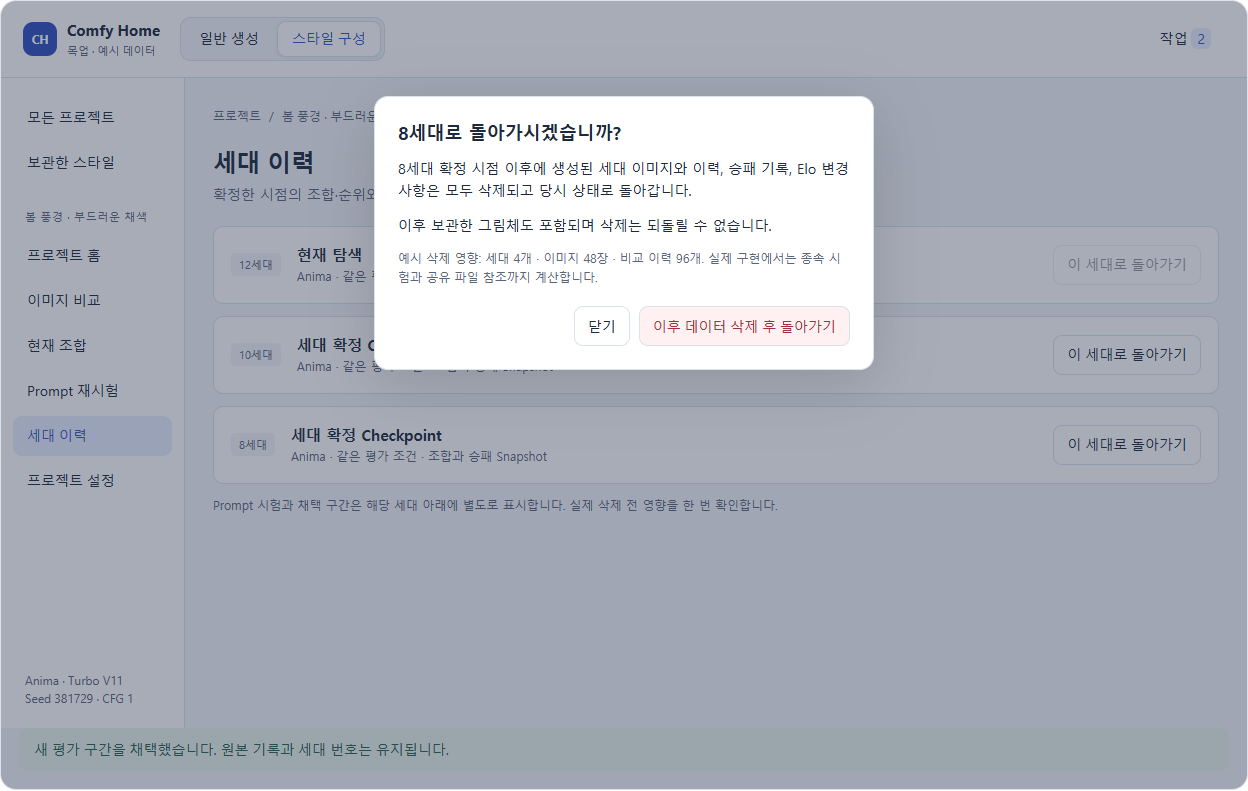 CH
Comfy Home
목업 · 예시 데이터
일반 생성
스타일 구성
작업 2
모든 프로젝트
보관한 스타일
봄 풍경 · 부드러운 채색
프로젝트 홈
이미지 비교
현재 조합
Prompt 재시험
세대 이력
프로젝트 설정
Anima · Turbo V11
Seed 381729 · CFG 1
프로젝트 / 봄 풍경 · 부드러운
세대 이력
확정한 시점의 조합·순위와
8세대로 돌아가시겠습니까?
8세대 확정 시점 이후에 생성된 세대 이미지와 이력, 승패 기록, Elo 변경
사항은 모두 삭제되고 당시 상태로 돌아갑니다.
이후 보관한 그림체도 포함되며 삭제는 되돌릴 수 없습니다.
예시 삭제 영향: 세대 4개 · 이미지 48장 · 비교 이력 96개. 실제 구현에서는 종속 시
험과 공유 파일 참조까지 계산합니다.
닫기
이후 데이터 삭제 후 돌아가기
12세대
현재 탐색
Anima · 같은
이 세대로 돌아가기
10세대
세대 확정
Anima · 같은
이 세대로 돌아가기
8세대
세대 확정 Checkpoint
Anima · 같은 평가 조건 · 조합과 승패 Snapshot
이 세대로 돌아가기
Prompt 시험과 채택 구간은 해당 세대 아래에 별도로 표시합니다. 실제 삭제 전 영향을 한 번 확인합니다.
새 평가 구간을 채택했습니다. 원본 기록과 세대 번호는 유지됩니다.